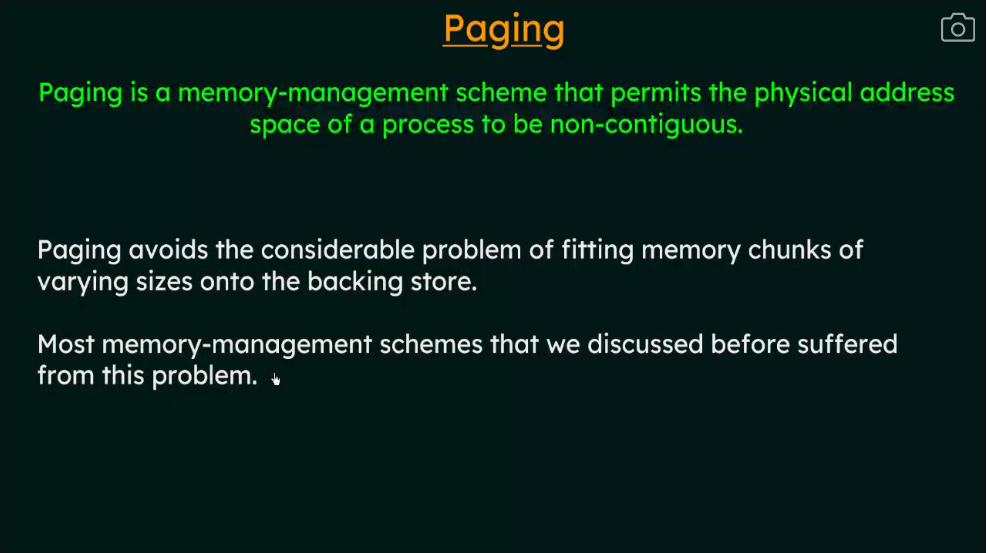 Paging
Paging is a memory-management scheme that permits the physical address
space of a process to be non-contiguous.
Paging avoids the considerable problem of fitting memory chunks of
varying sizes onto the backing store.
Most memory-management schemes that we discussed before suffered
from this problem.